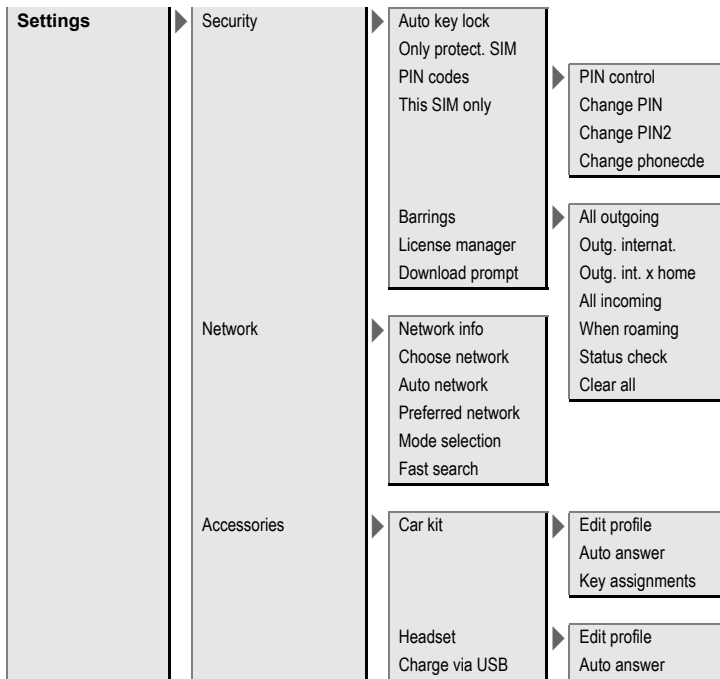 Settings
Security
Auto key lock
Only protect. SIM
PIN codes
PIN control
This SIM only
Change PIN
Change PIN2
Change phonecde
Barrings
All outgoing
License manager
Outg. internat.
Download prompt
Outg. int. x home
All incoming
Network
Network info
When roaming
Choose network
Status check
Auto network
Clear all
Preferred network
Mode selection
Fast search
Accessories
Car kit
Edit profile
Auto answer
Key assignments
Headset
Edit profile
Charge via USB
Auto answer